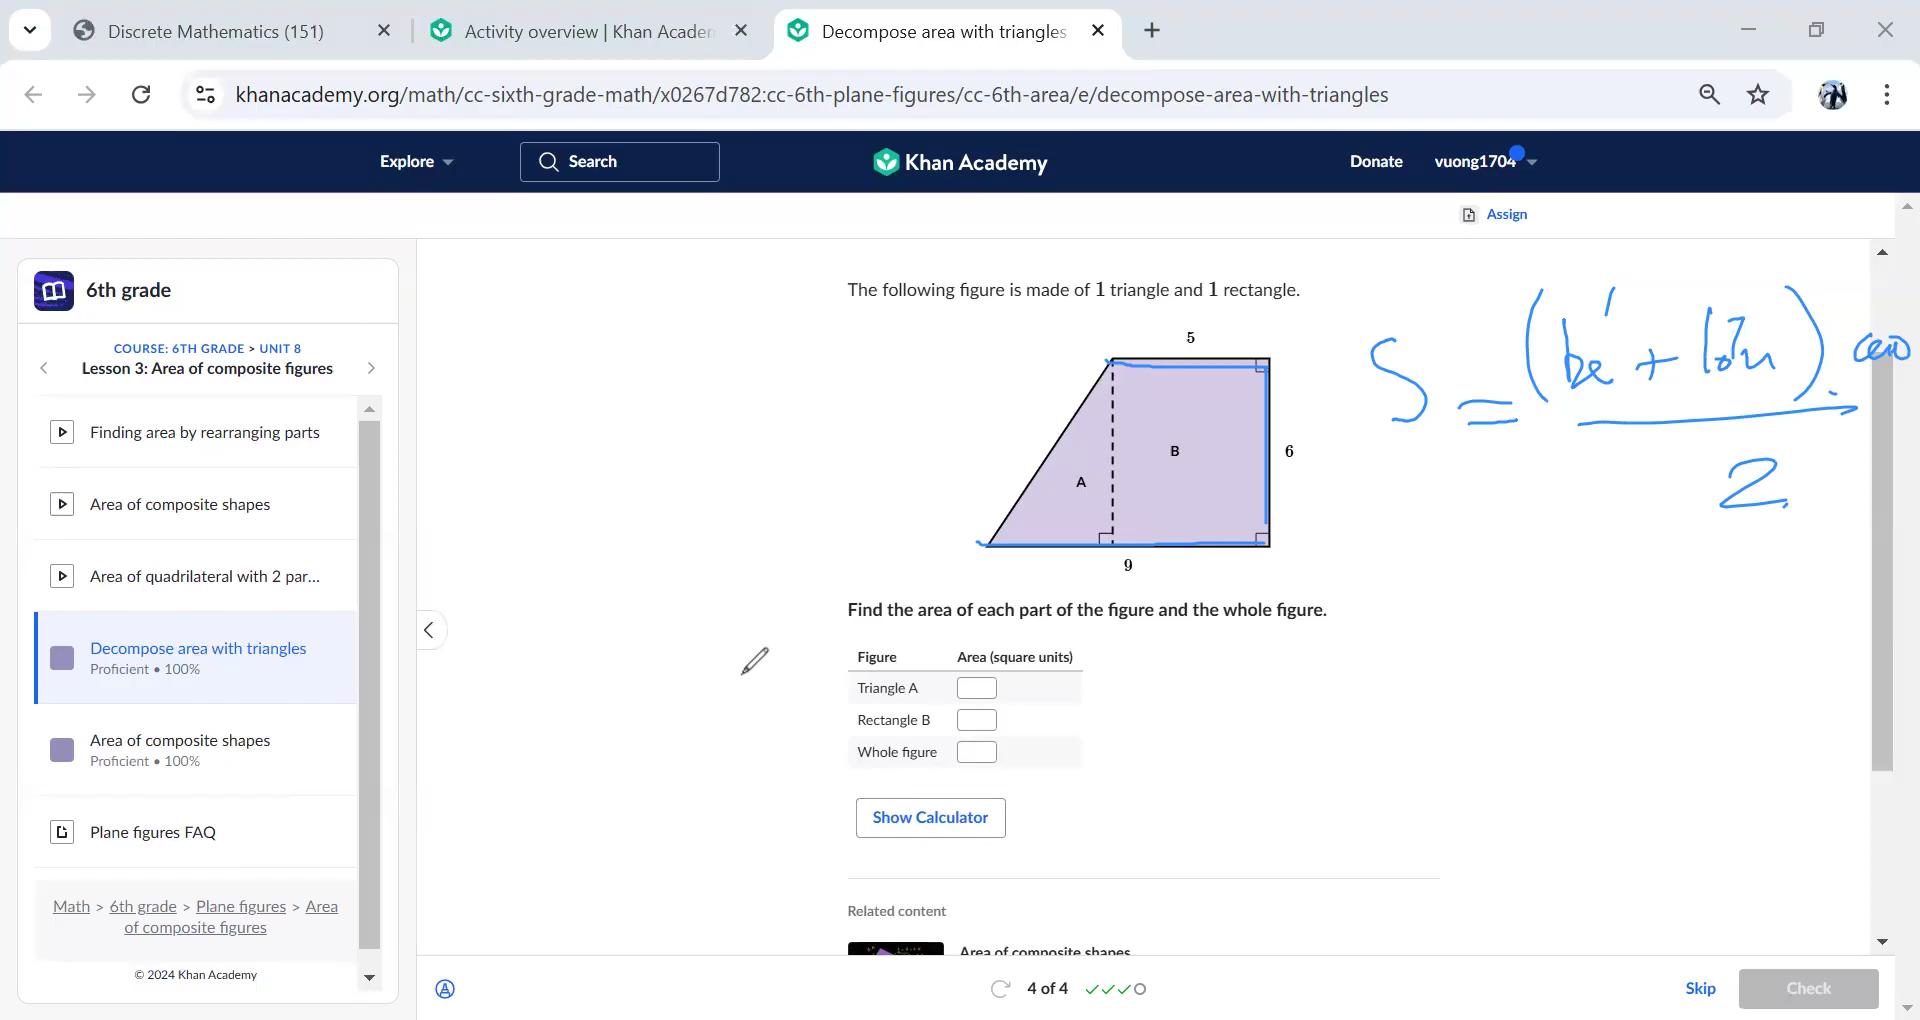 Discrete Mathematics (151)
Activity overview | Khan Acade
Decompose area with triangles
khanacademy.org/math/cc-sixth-grade-math/x0267d782:cc-6th-plane-figures/cc-6th-area/e/decompose-area-with-triangles
Explore
Search
Khan Academy
Donate
vuong1704
Assign
6th grade
COURSE: 6TH GRADE > UNIT 8
Lesson 3: Area of composite figures
Finding area by rearranging parts
Area of composite shapes
Area of quadrilateral with 2 par...
Decompose area with triangles
Proficient • 100%
Area of composite shapes
Proficient • 100%
Plane figures FAQ
Math > 6th grade > Plane figures > Area
of composite figures
© 2024 Khan Academy
The following figure is made of 1 triangle and 1 rectangle.
5
B
6
A
9
S = (bé + lớn) . cao
2
Find the area of each part of the figure and the whole figure.
Figure Area (square units)
Triangle A
Rectangle B
Whole figure
Show Calculator
Related content
Area of composite shapes
4 of 4
Skip
Check